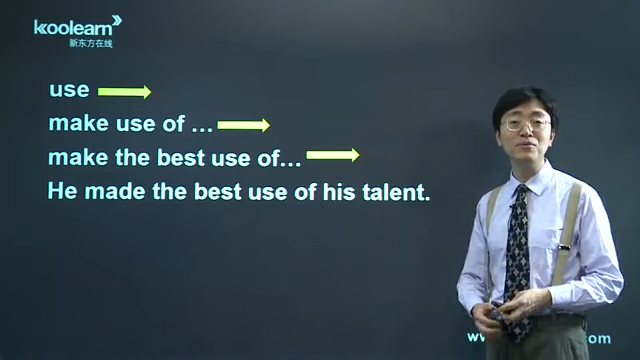 koolearn
新东方在线
use
make use of …
make the best use of…
He made the best use of his talent.